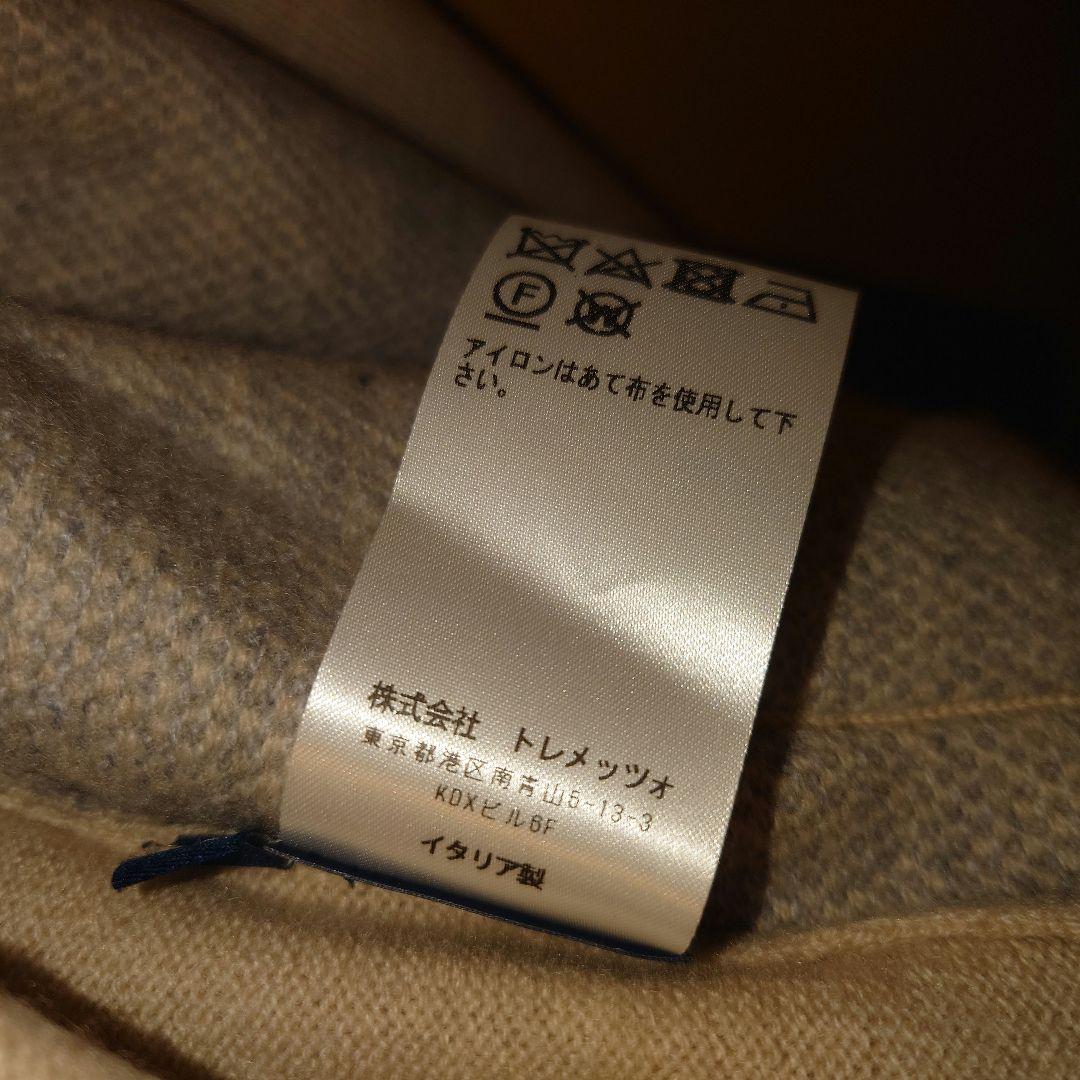 F
W
アイロンはあて布を使用して下
さい。
株式会社 トレメッツォ
東京都港区南青山5-13-3
KDXビル6F
イタリア製